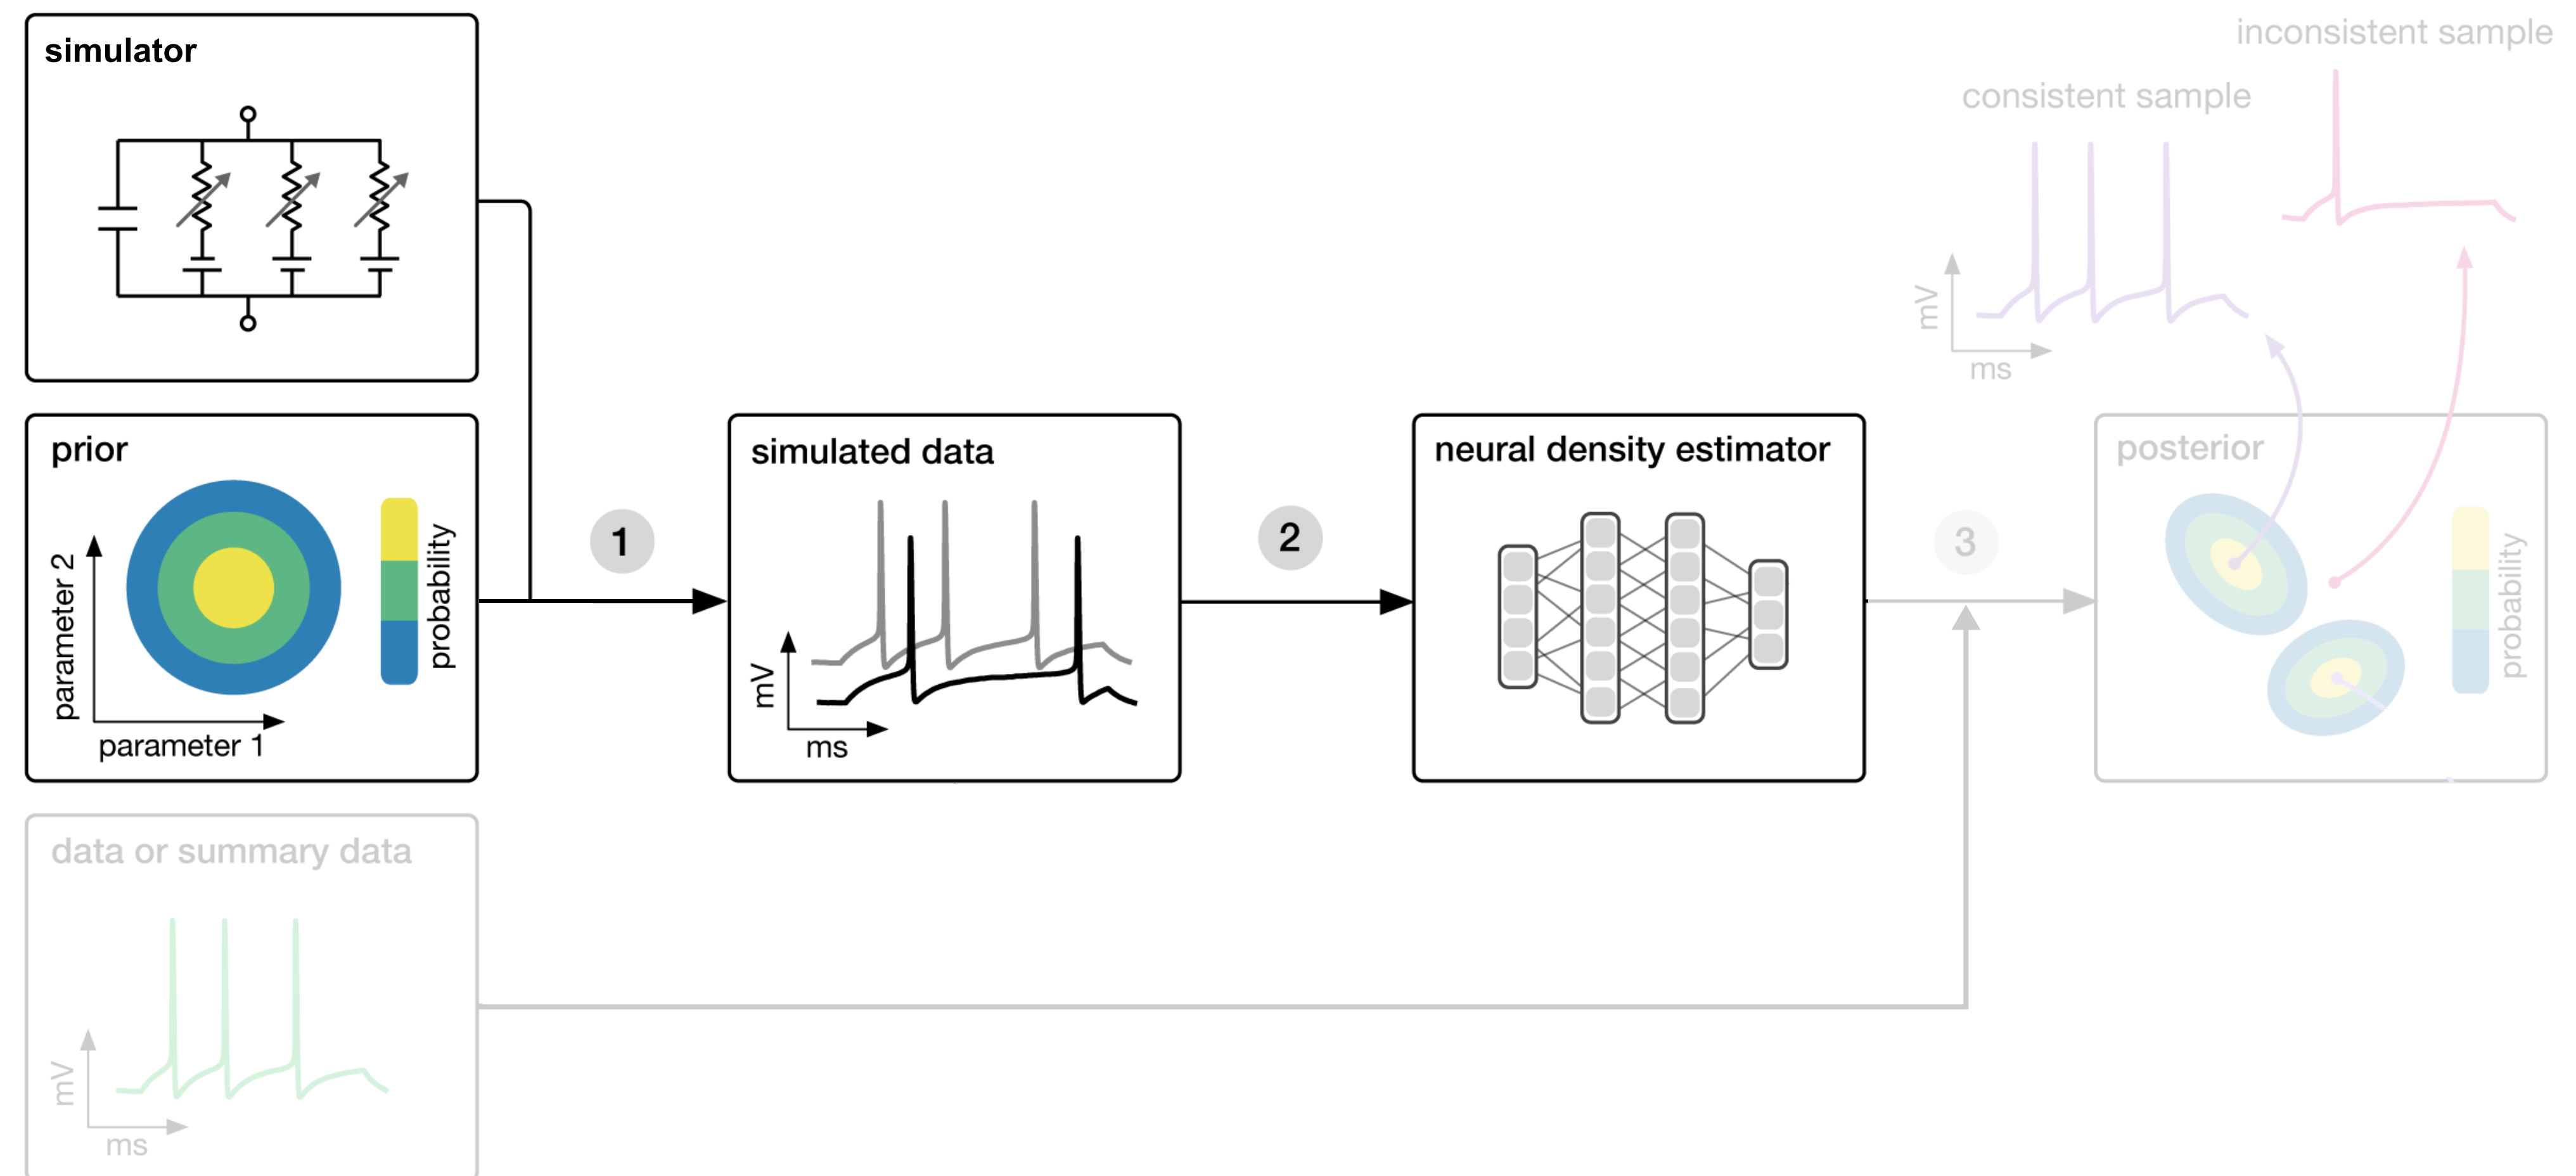 simulator
prior
parameter 2
parameter 1
probability
data or summary data
mV
ms
1
simulated data
mV
ms
2
neural density estimator
3
inconsistent sample
consistent sample
mV
ms
posterior
probability